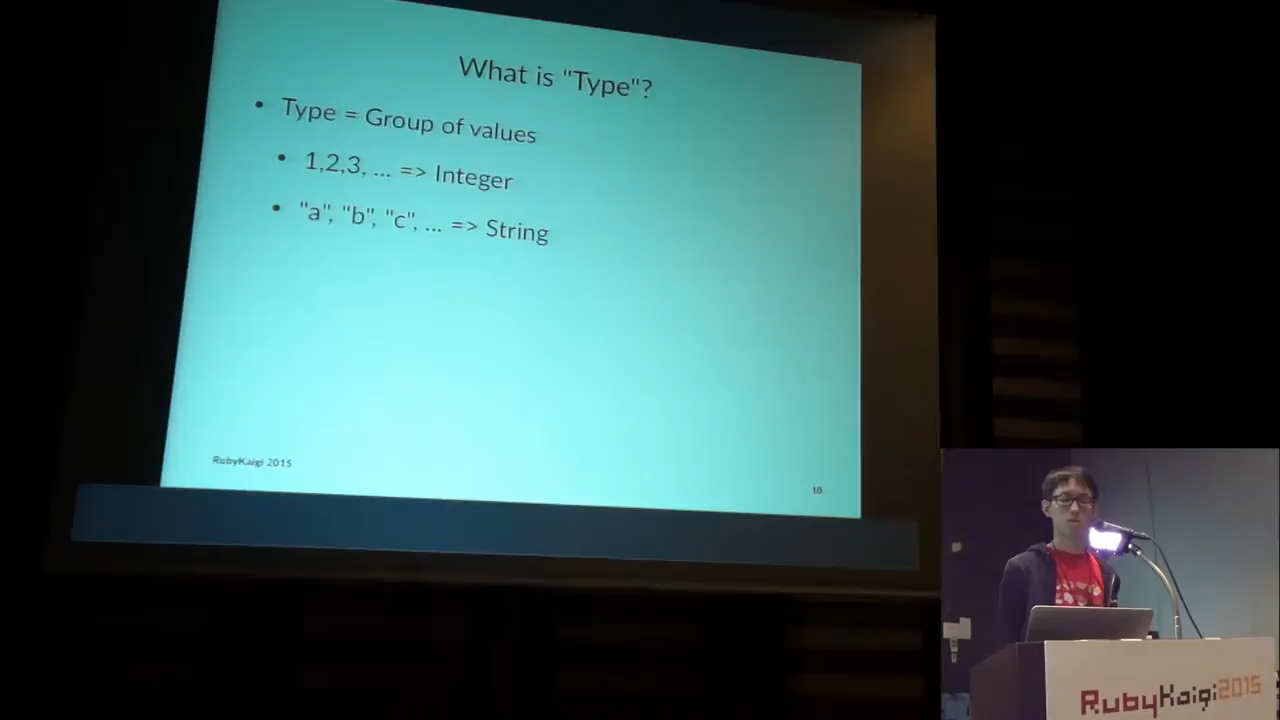 What is "Type"?
• Type = Group of values
• 1,2,3, ... => Integer
• "a", "b", "c", ... => String
RubyKaigi 2015
10
RubyKaigi2015